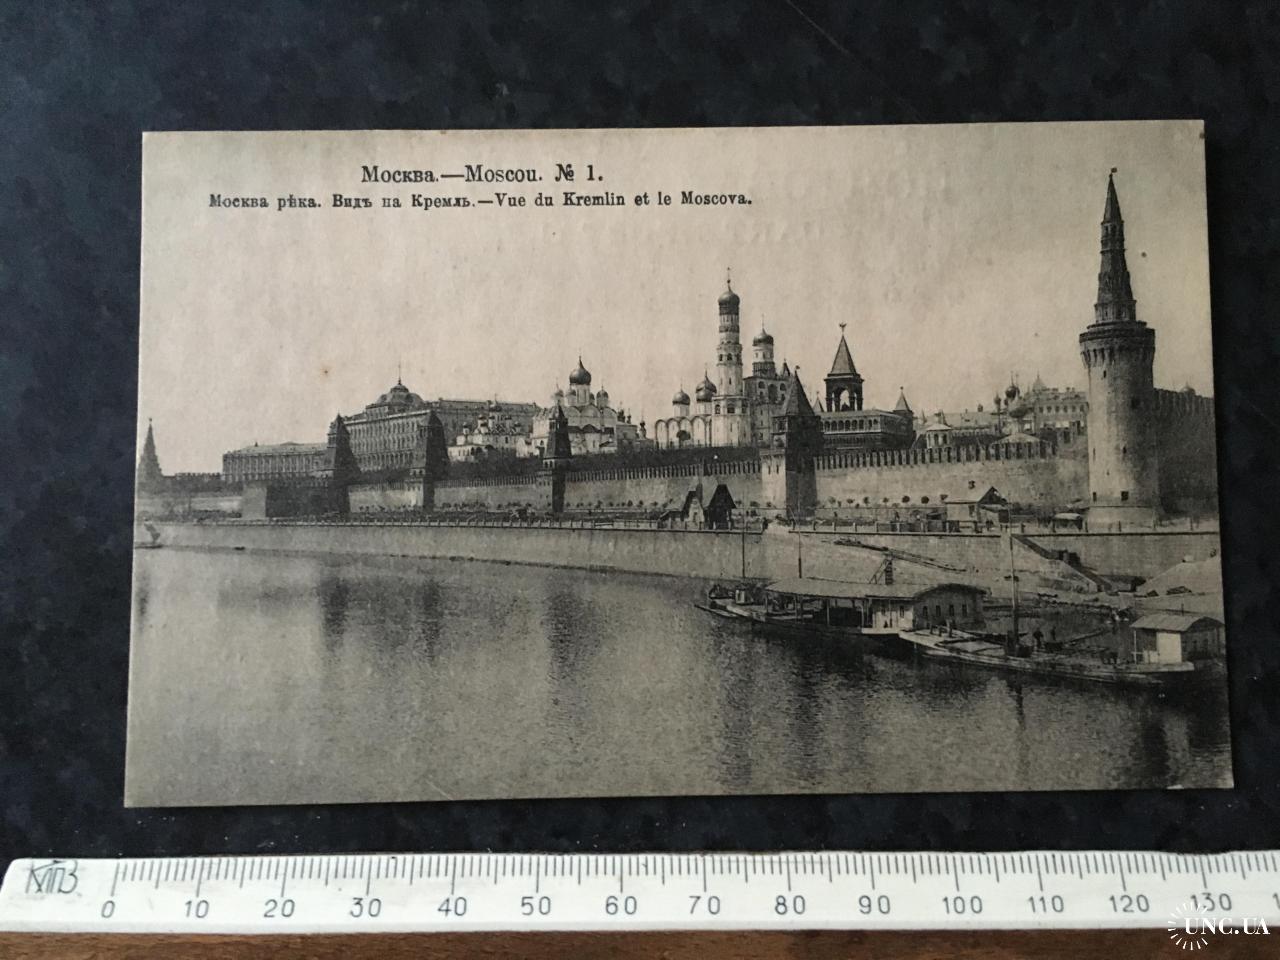 Москва.—Moscou. № 1.
Москва рѣка. Видъ на Кремль.—Vue du Kremlin et le Moscova.
0 10 20 30 40 50 60 70 80 90 100 110 120 130
UNC.UA